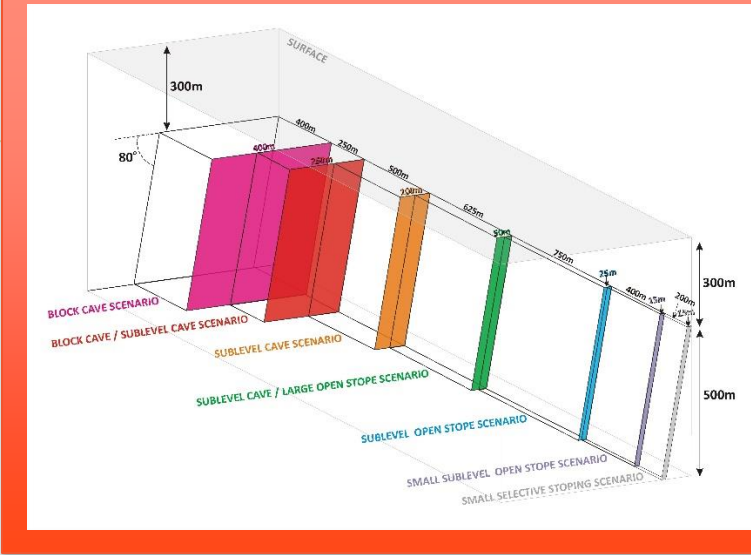 SURFACE
300m
80°
400m
400m
250m
250m
500m
200m
625m
50m
750m
25m
400m
15m
200m
300m
500m
BLOCK CAVE SCENARIO
BLOCK CAVE / SUBLEVEL CAVE SCENARIO
SUBLEVEL CAVE SCENARIO
SUBLEVEL CAVE / LARGE OPEN STOPE SCENARIO
SUBLEVEL OPEN STOPE SCENARIO
SMALL SUBLEVEL OPEN STOPE SCENARIO
SMALL SELECTIVE STOPING SCENARIO